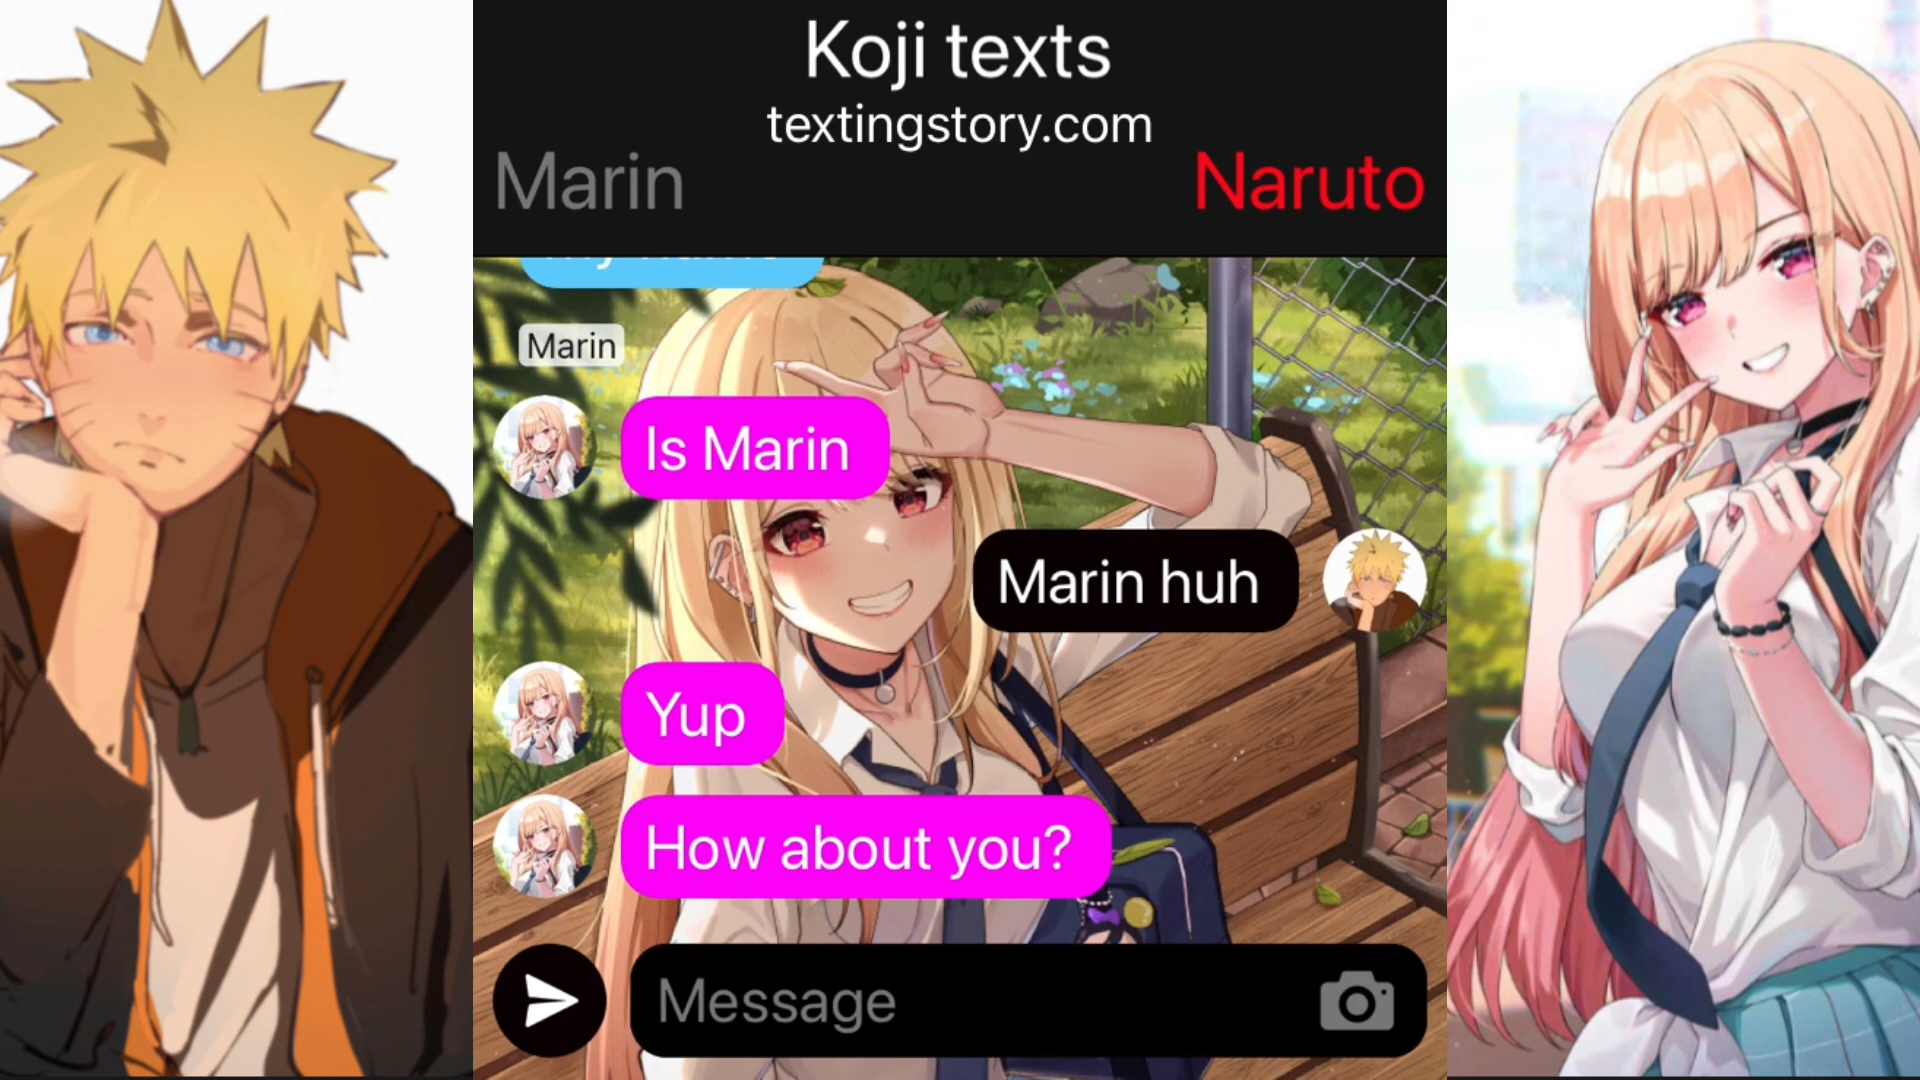 Koji texts
textingstory.com
Marin
Naruto
Marin
Is Marin
Marin huh
Yup
How about you?
Message